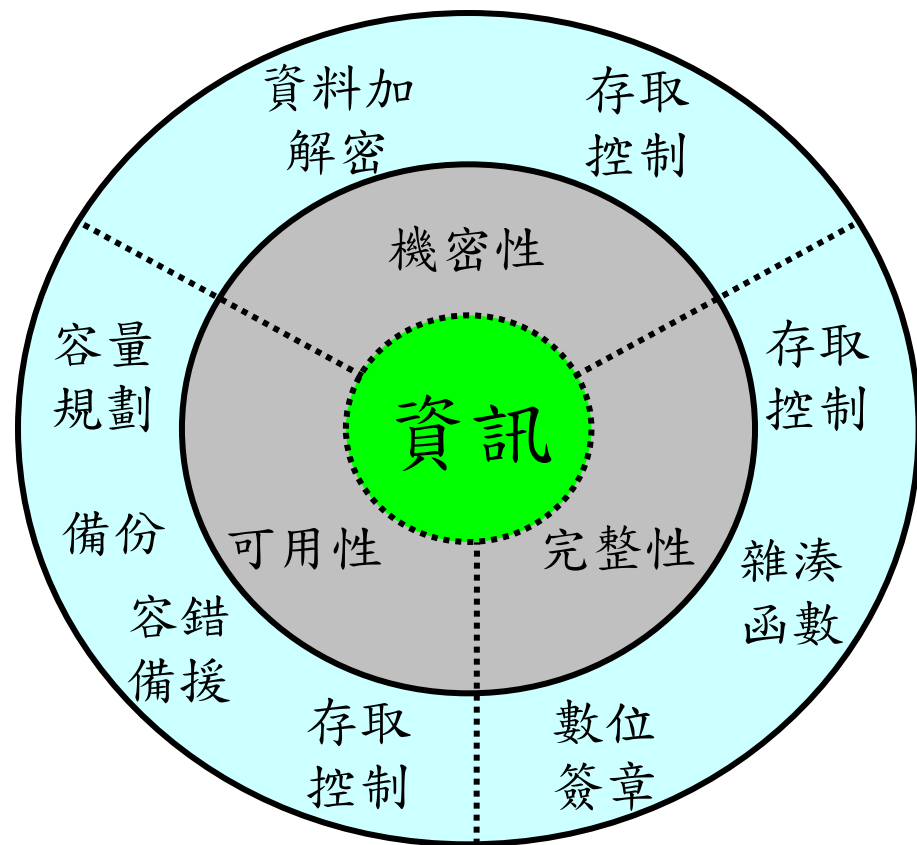 資料加
解密
存取
控制
機密性
容量
規劃
存取
控制
資訊
備份
可用性
完整性
雜湊
函數
容錯
備援
存取
控制
數位
簽章